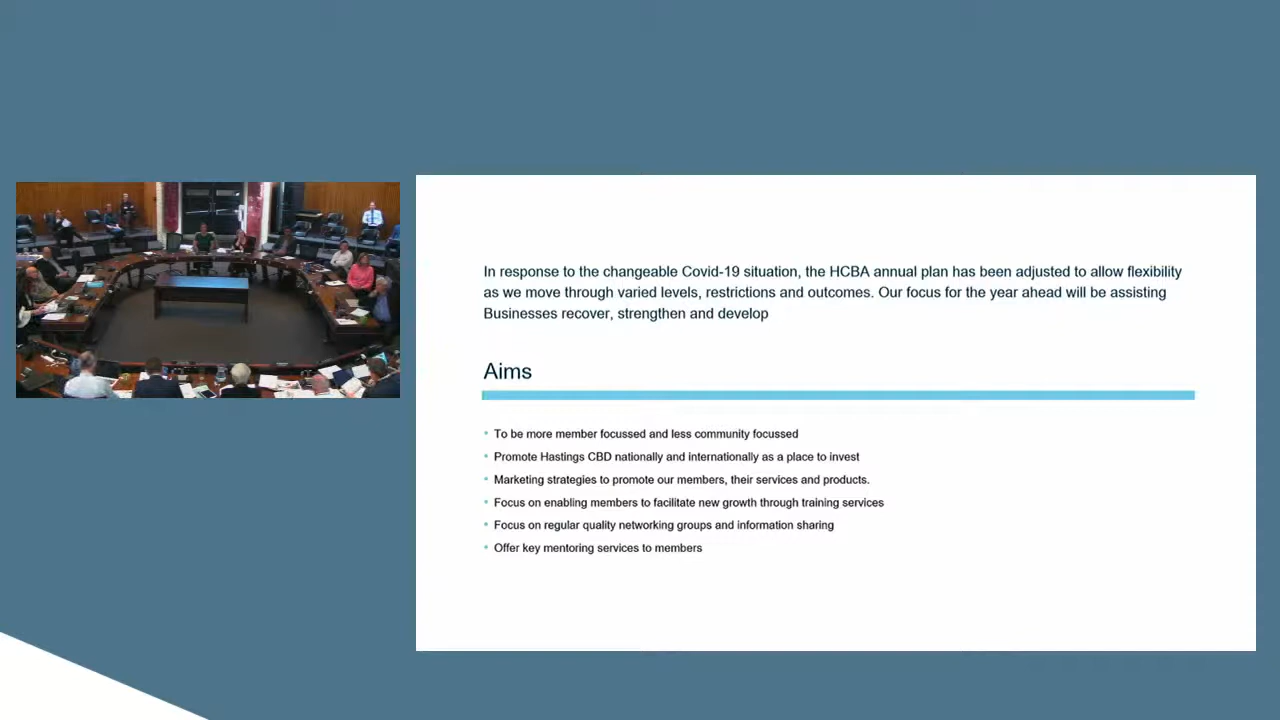 In response to the changeable Covid-19 situation, the HCBA annual plan has been adjusted to allow flexibility
as we move through varied levels, restrictions and outcomes. Our focus for the year ahead will be assisting
Businesses recover, strengthen and develop
Aims
• To be more member focussed and less community focussed
• Promote Hastings CBD nationally and internationally as a place to invest
• Marketing strategies to promote our members, their services and products.
• Focus on enabling members to facilitate new growth through training services
• Focus on regular quality networking groups and information sharing
• Offer key mentoring services to members